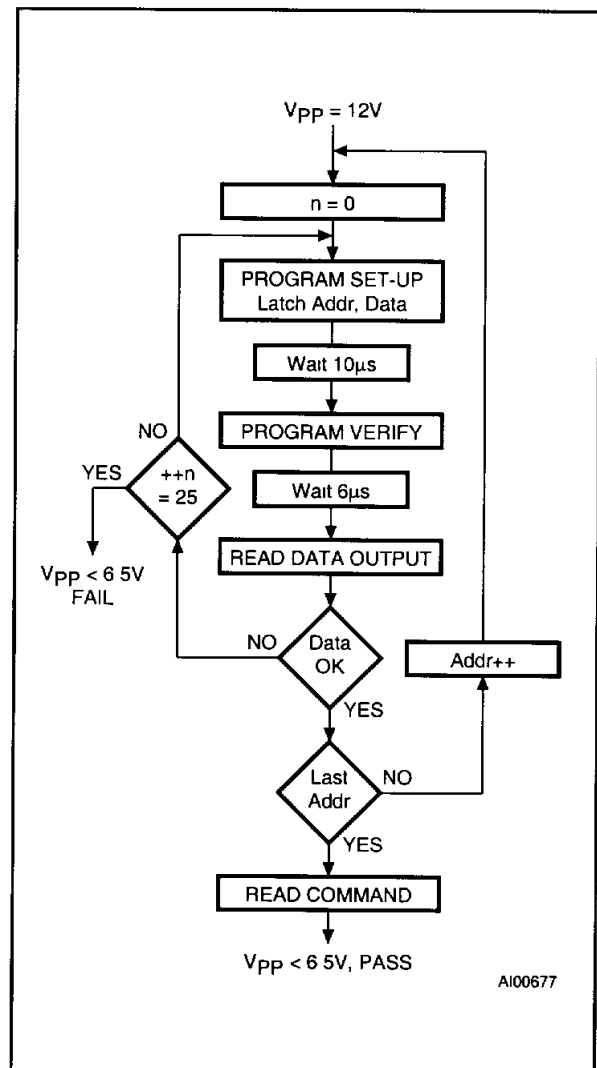 VPP = 12V
n = 0
PROGRAM SET-UP
Latch Addr, Data
Wait 10µs
NO
PROGRAM VERIFY
YES
++n
= 25
Wait 6µs
VPP < 6 5V
FAIL
READ DATA OUTPUT
NO
Data
OK
Addr++
YES
Last
Addr
NO
YES
READ COMMAND
VPP < 6 5V, PASS
AI00677